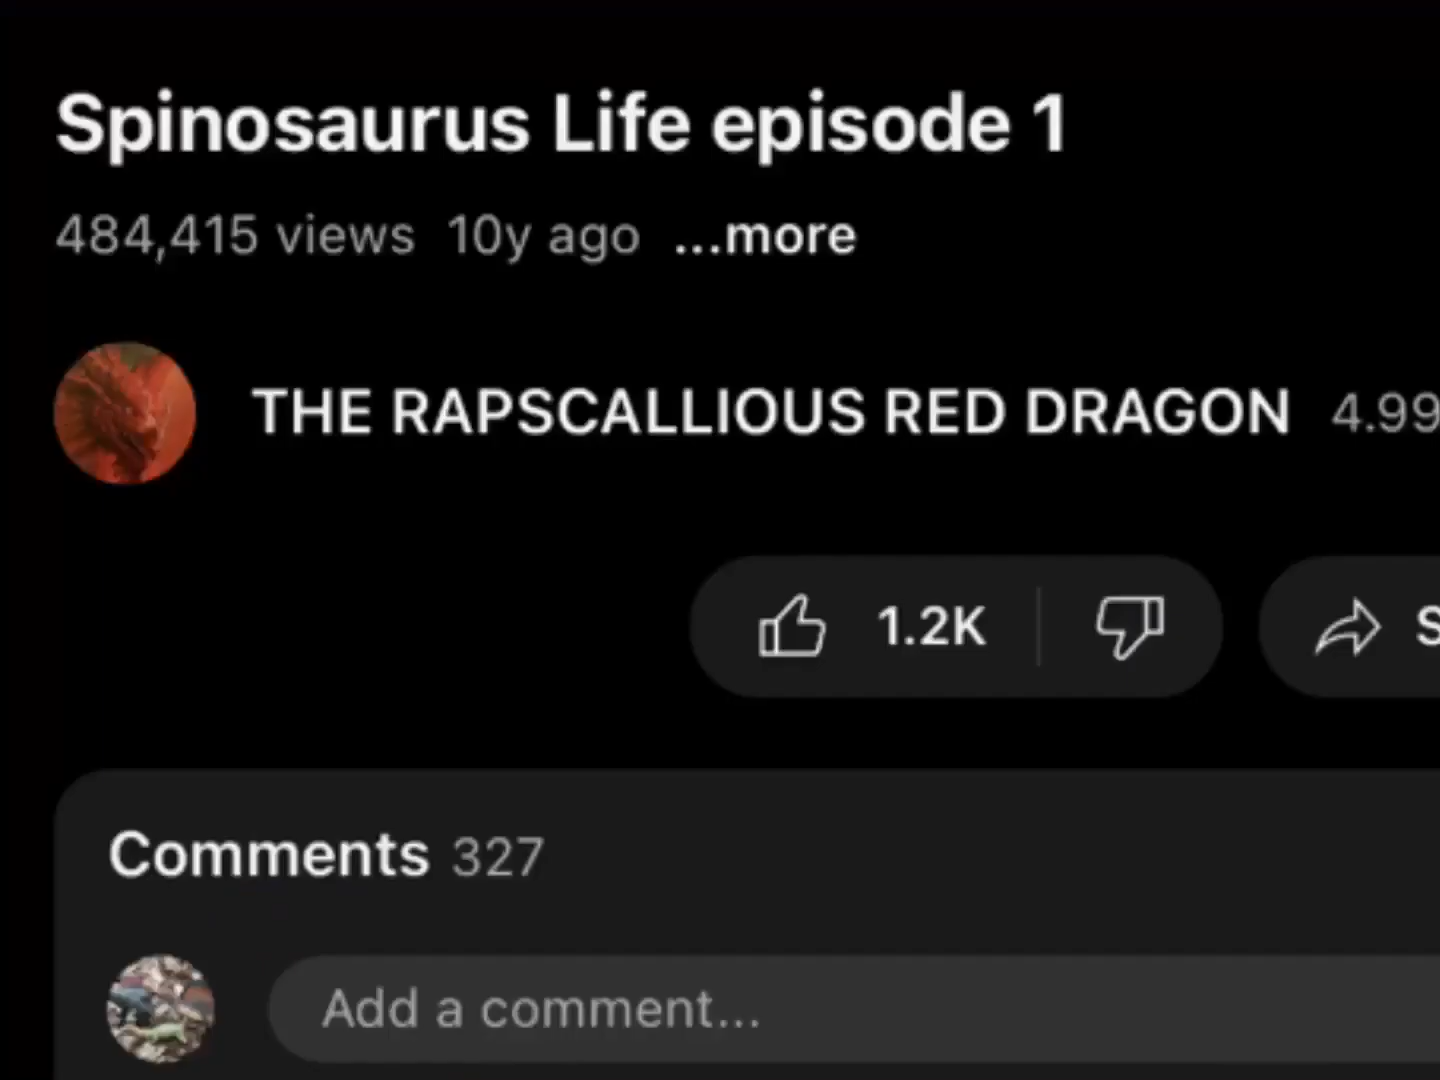 Spinosaurus Life episode 1
484,415 views 10y ago ...more
THE RAPSCALLIOUS RED DRAGON 4.99
1.2K S
Comments 327
Add a comment...